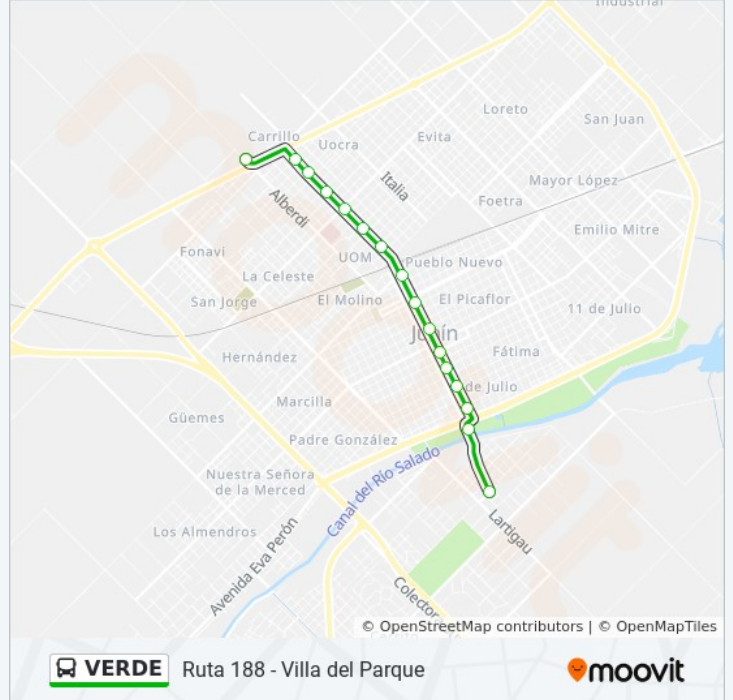 Industrial
Loreto
San Juan
Carrillo
Uocra
Evita
Italia
Mayor López
Alberdi
Foetra
Emilio Mitre
Fonavi
UOM
Pueblo Nuevo
La Celeste
San Jorge
El Molino
El Picaflor
11 de Julio
Junín
Hernández
Fátima
de Julio
Marcilla
Güemes
Padre González
Canal del Río Salado
Nuestra Señora
de la Merced
Los Almendros
Avenida Eva Perón
Lartigau
Colector
© OpenStreetMap contributors | © OpenMapTiles
VERDE
Ruta 188 - Villa del Parque
moovit